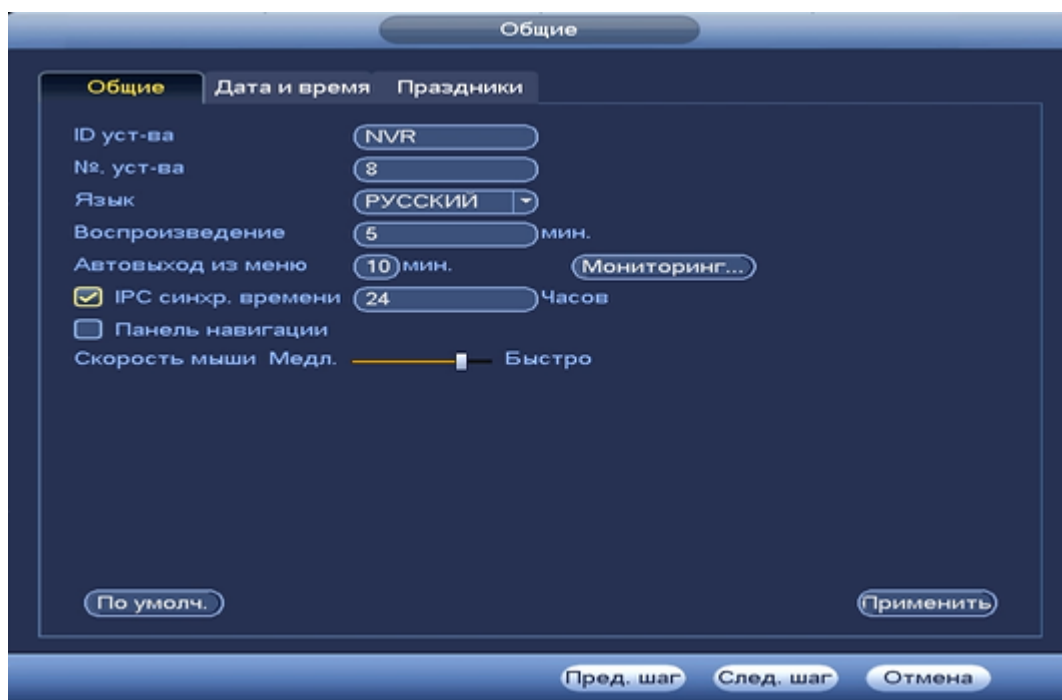 Общие
Общие Дата и время Праздники
ID уст-ва NVR
№. уст-ва 8
Язык РУССКИЙ
Воспроизведение 5 мин.
Автовыход из меню 10 мин. Мониторинг...
IPC синхр. времени 24 Часов
Панель навигации
Скорость мыши Медл. Быстро
По умолч. Применить
Пред. шаг След. шаг Отмена